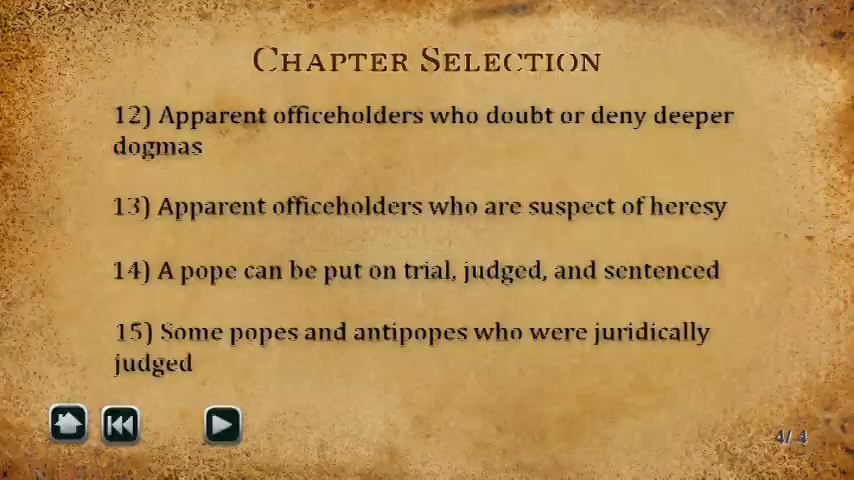 Chapter Selection
12) Apparent officeholders who doubt or deny deeper
dogmas
13) Apparent officeholders who are suspect of heresy
14) A pope can be put on trial, judged, and sentenced
15) Some popes and antipopes who were juridically
judged
4/ 4